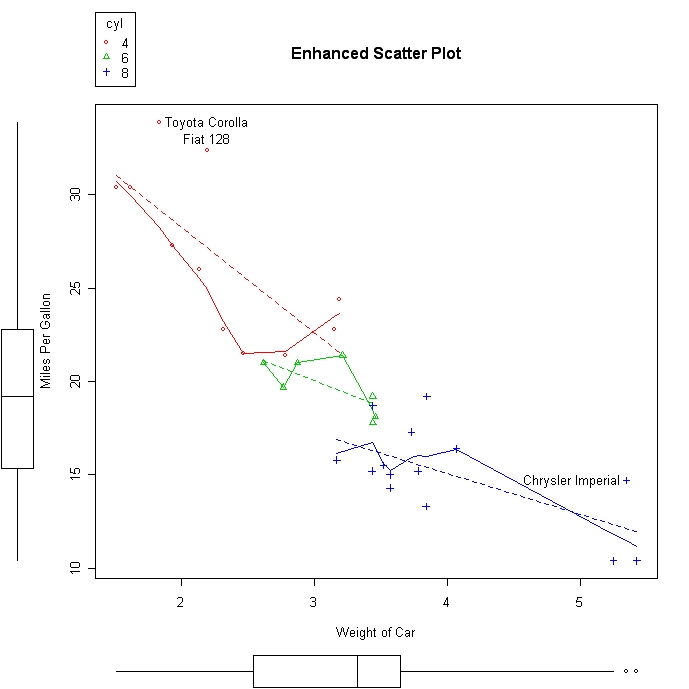 cyl
4
6
8
Enhanced Scatter Plot
Toyota Corolla
Fiat 128
Chrysler Imperial
Miles Per Gallon
30
25
20
15
10
2 3 4 5
Weight of Car